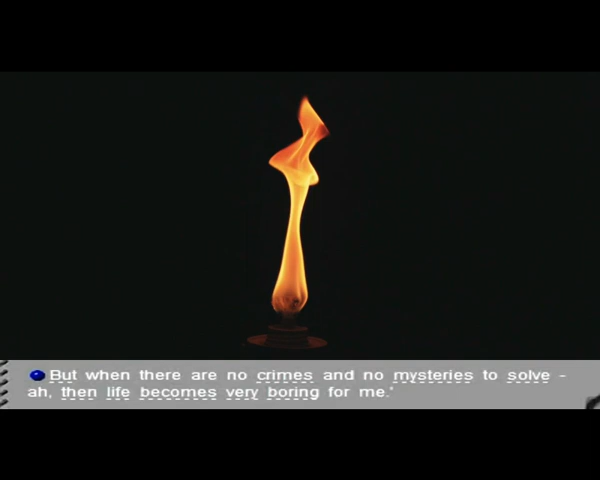 But when there are no crimes and no mysteries to solve –
ah, then life becomes very boring for me.'